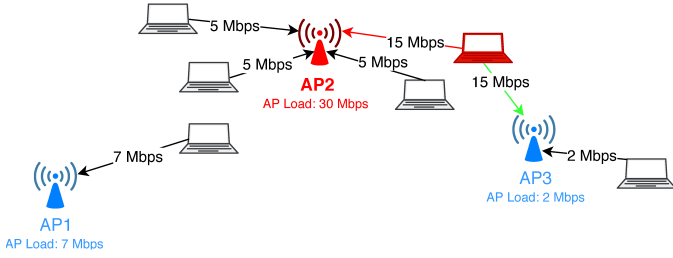 5 Mbps
15 Mbps
5 Mbps
5 Mbps
AP2
AP Load: 30 Mbps
15 Mbps
7 Mbps
2 Mbps
AP3
AP Load: 2 Mbps
AP1
AP Load: 7 Mbps